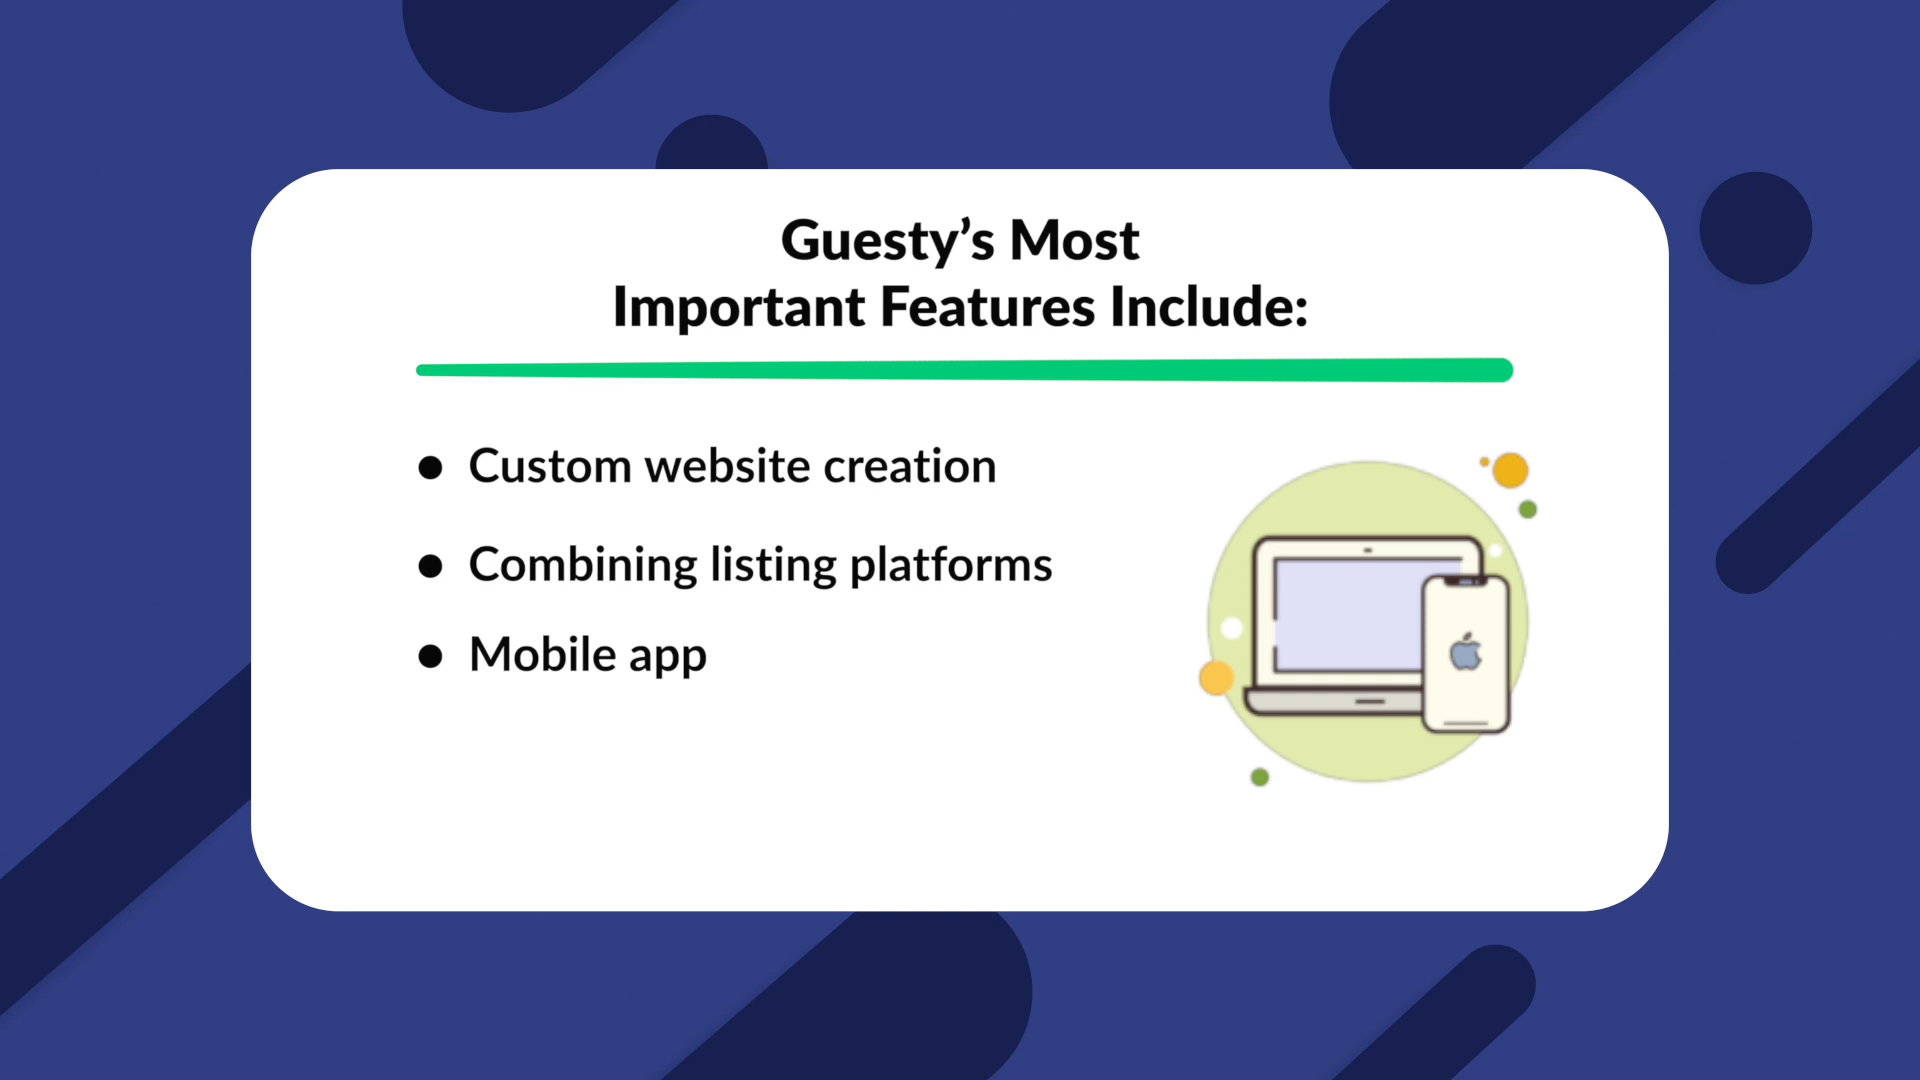 Guesty’s Most
Important Features Include:
● Custom website creation
● Combining listing platforms
● Mobile app